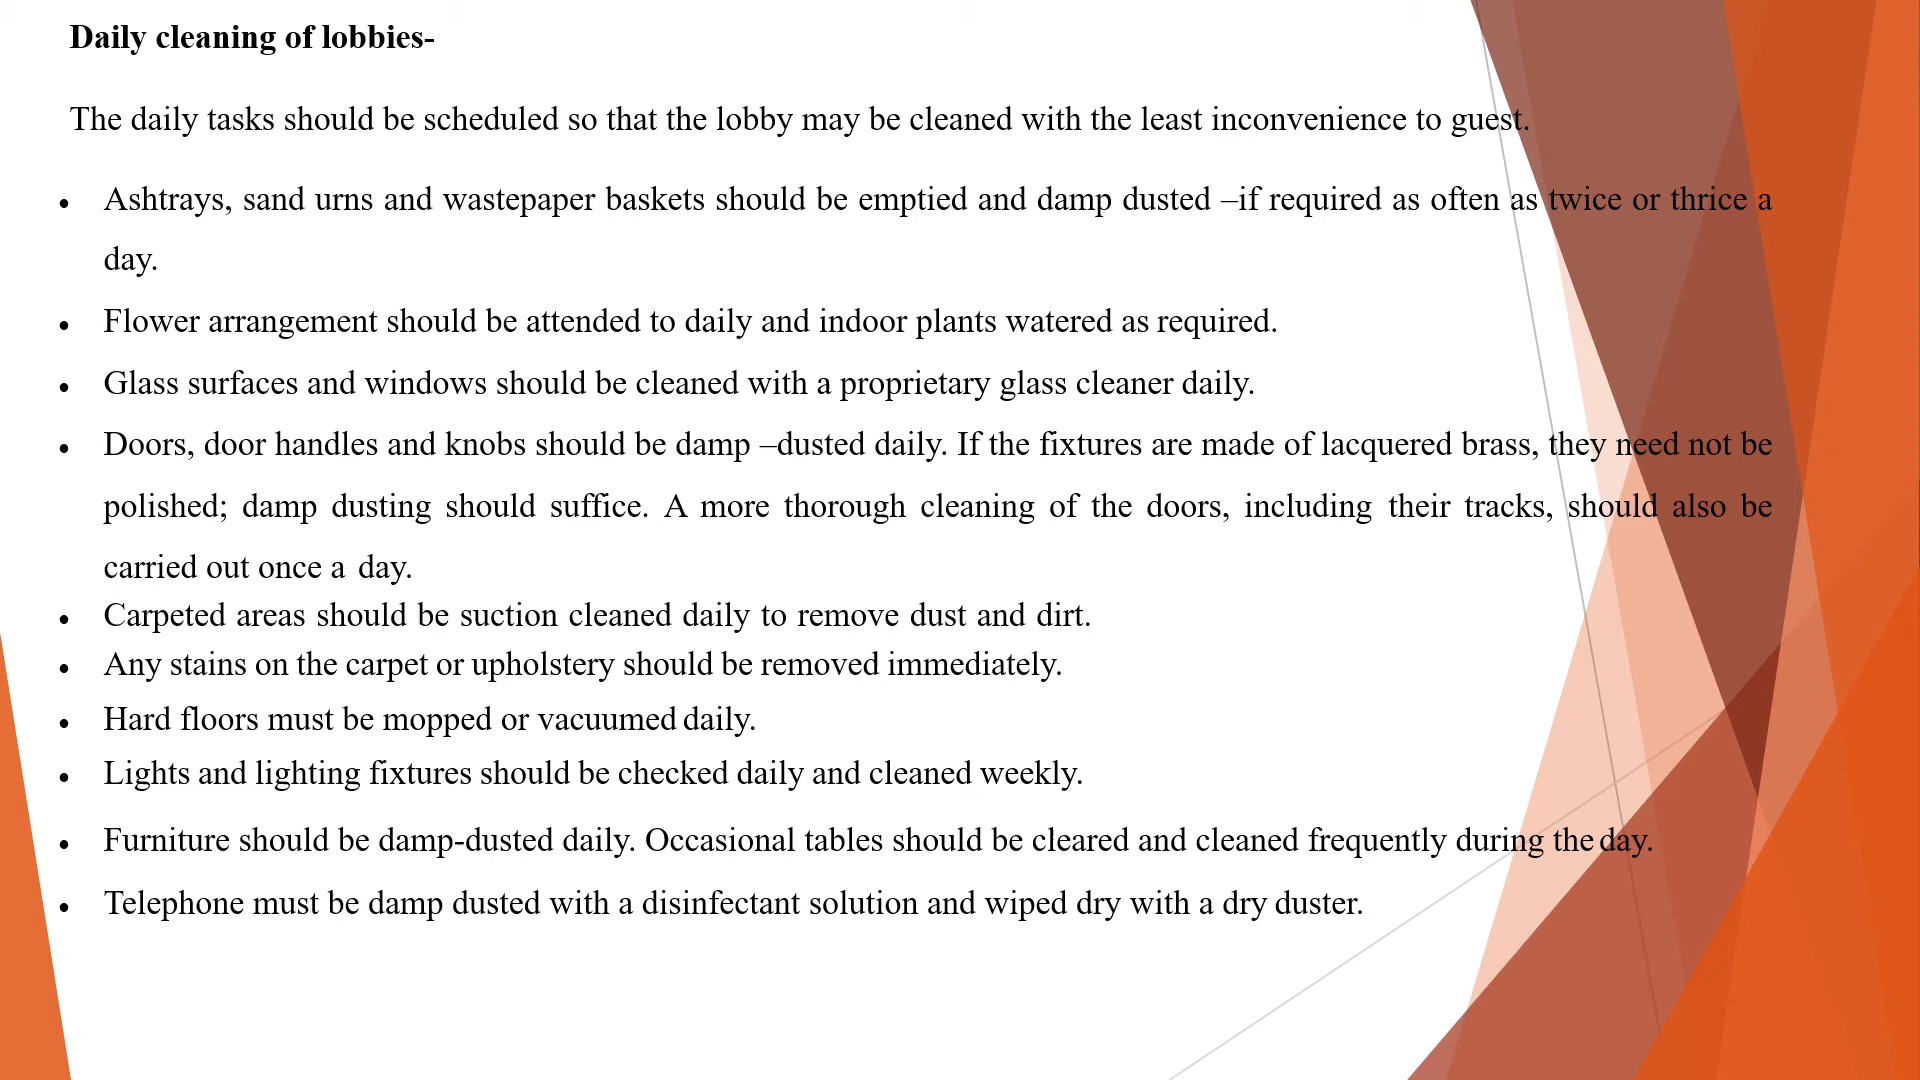 Daily cleaning of lobbies-
The daily tasks should be scheduled so that the lobby may be cleaned with the least inconvenience to guest.
• Ashtrays, sand urns and wastepaper baskets should be emptied and damp dusted –if required as often as twice or thrice a
day.
• Flower arrangement should be attended to daily and indoor plants watered as required.
• Glass surfaces and windows should be cleaned with a proprietary glass cleaner daily.
• Doors, door handles and knobs should be damp –dusted daily. If the fixtures are made of lacquered brass, they need not be
polished; damp dusting should suffice. A more thorough cleaning of the doors, including their tracks, should also be
carried out once a day.
• Carpeted areas should be suction cleaned daily to remove dust and dirt.
• Any stains on the carpet or upholstery should be removed immediately.
• Hard floors must be mopped or vacuumed daily.
• Lights and lighting fixtures should be checked daily and cleaned weekly.
• Furniture should be damp-dusted daily. Occasional tables should be cleared and cleaned frequently during the day.
• Telephone must be damp dusted with a disinfectant solution and wiped dry with a dry duster.